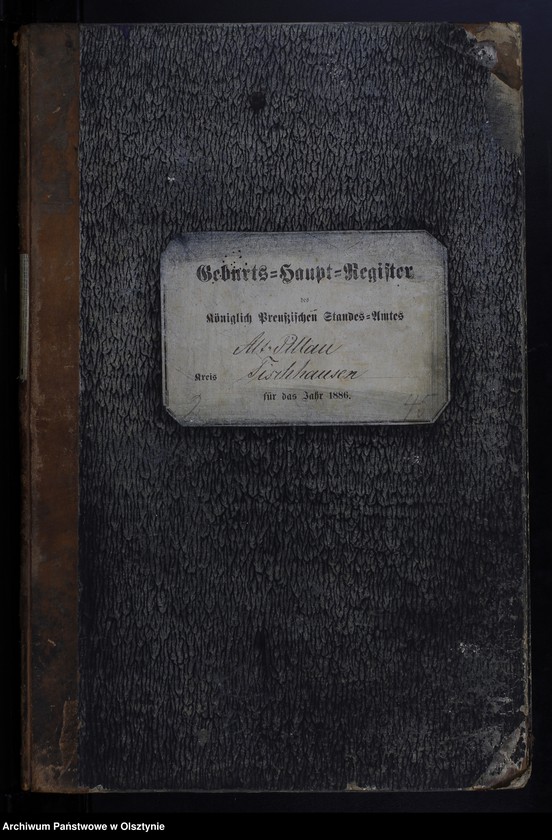 Geburts=Haupt=Register
des
Königlich Preußischen Standes=Amtes
Alt Pillau
Kreis Fischhausen
für das Jahr 1886.
45
Archiwum Państwowe w Olsztynie